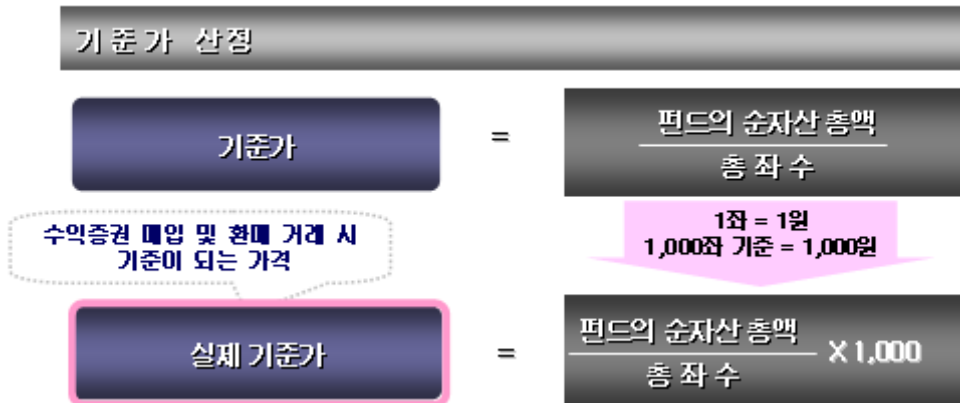 기준가 산정
기준가
=
펀드의 순자산 총액
총 좌 수
수익증권 매입 및 환매 거래 시
기준이 되는 가격
1좌 = 1원
1,000좌 기준 = 1,000원
실제 기준가
=
펀드의 순자산 총액
총 좌 수
X 1,000